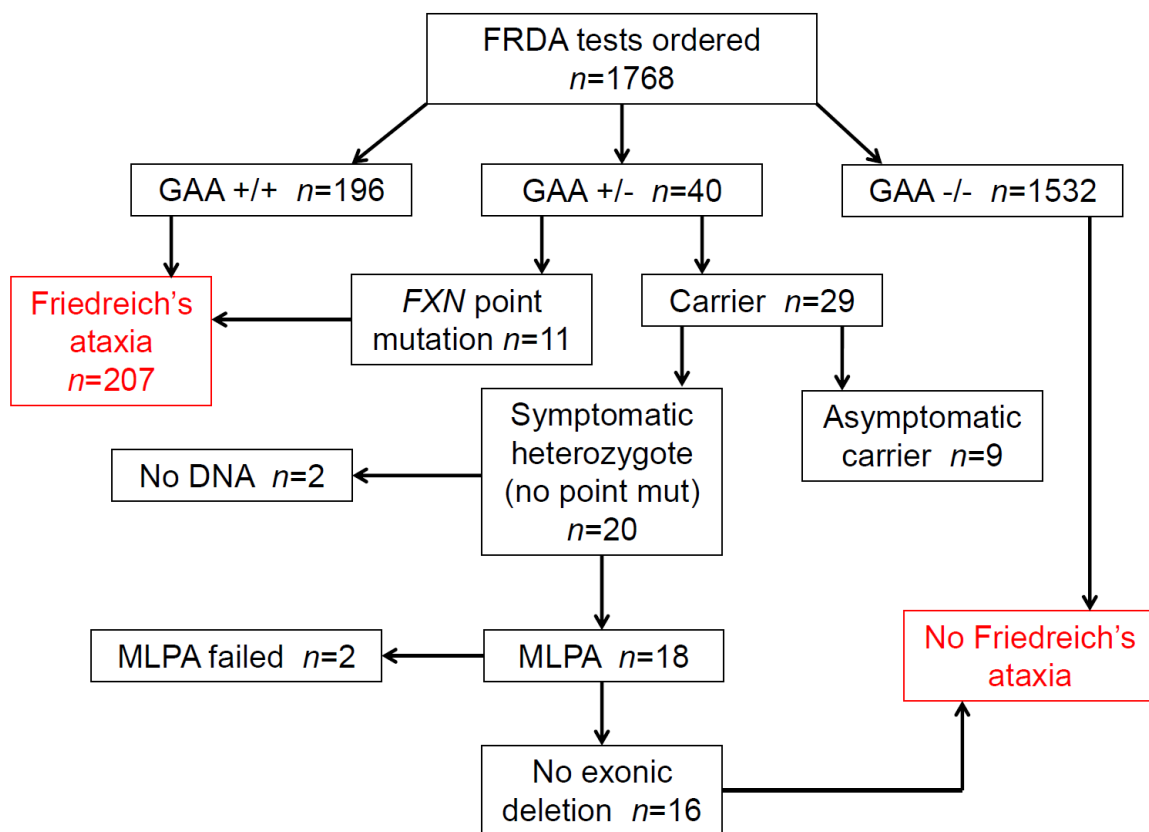 FRDA tests ordered
n=1768
GAA +/+ n=196
GAA +/- n=40
GAA -/- n=1532
Friedreich's
ataxia
n=207
FXN point
mutation n=11
Carrier n=29
Symptomatic
heterozygote
(no point mut)
n=20
Asymptomatic
carrier n=9
No DNA n=2
MLPA failed n=2
MLPA n=18
No Friedreich's
ataxia
No exonic
deletion n=16